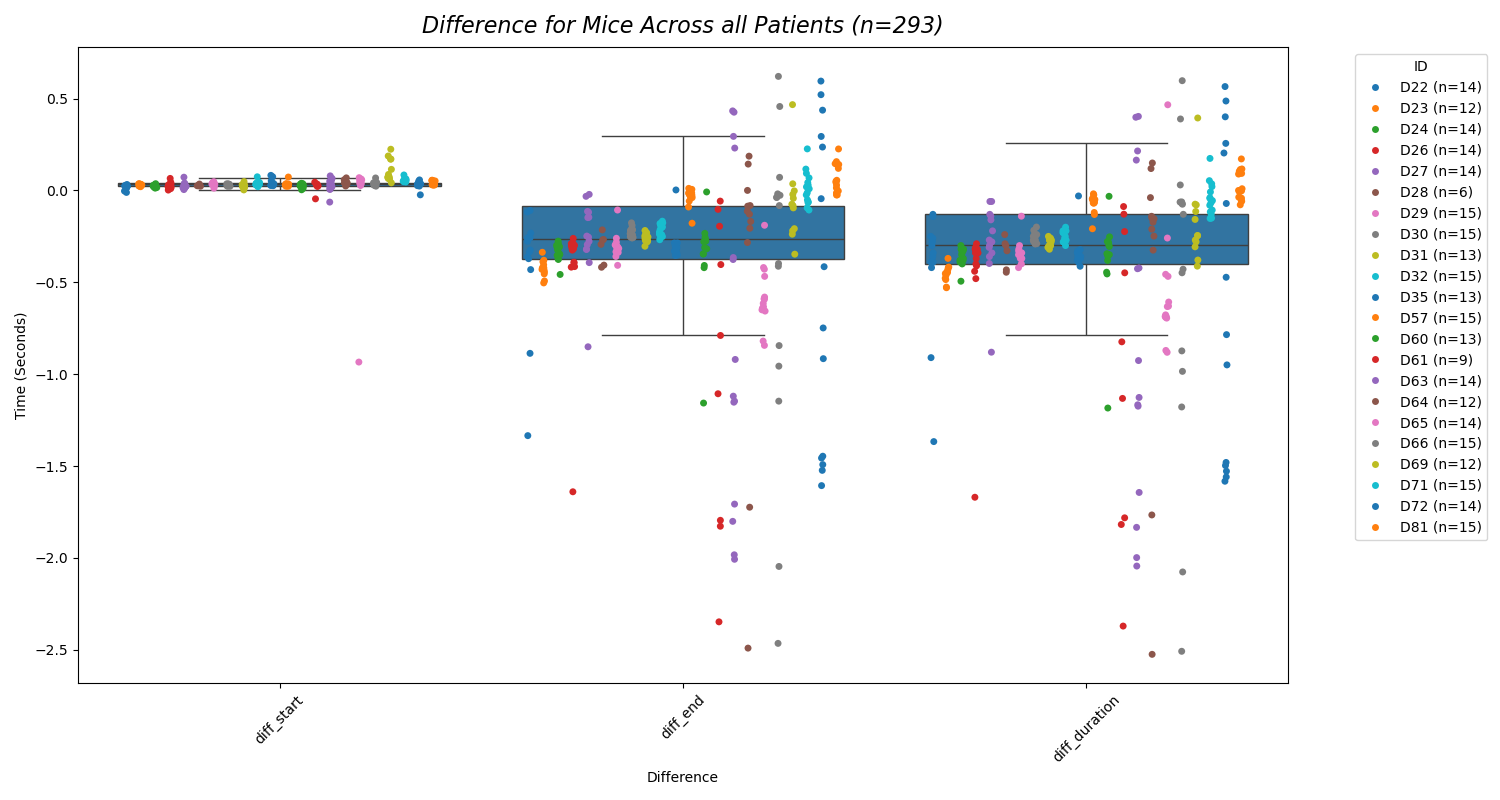 Difference for Mice Across all Patients (n=293)
Time (Seconds)
0.5
0.0
−0.5
−1.0
−1.5
−2.0
−2.5
diff_start
diff_end
diff_duration
Difference
ID
D22 (n=14)
D23 (n=12)
D24 (n=14)
D26 (n=14)
D27 (n=14)
D28 (n=6)
D29 (n=15)
D30 (n=15)
D31 (n=13)
D32 (n=15)
D35 (n=13)
D57 (n=15)
D60 (n=13)
D61 (n=9)
D63 (n=14)
D64 (n=12)
D65 (n=14)
D66 (n=15)
D69 (n=12)
D71 (n=15)
D72 (n=14)
D81 (n=15)